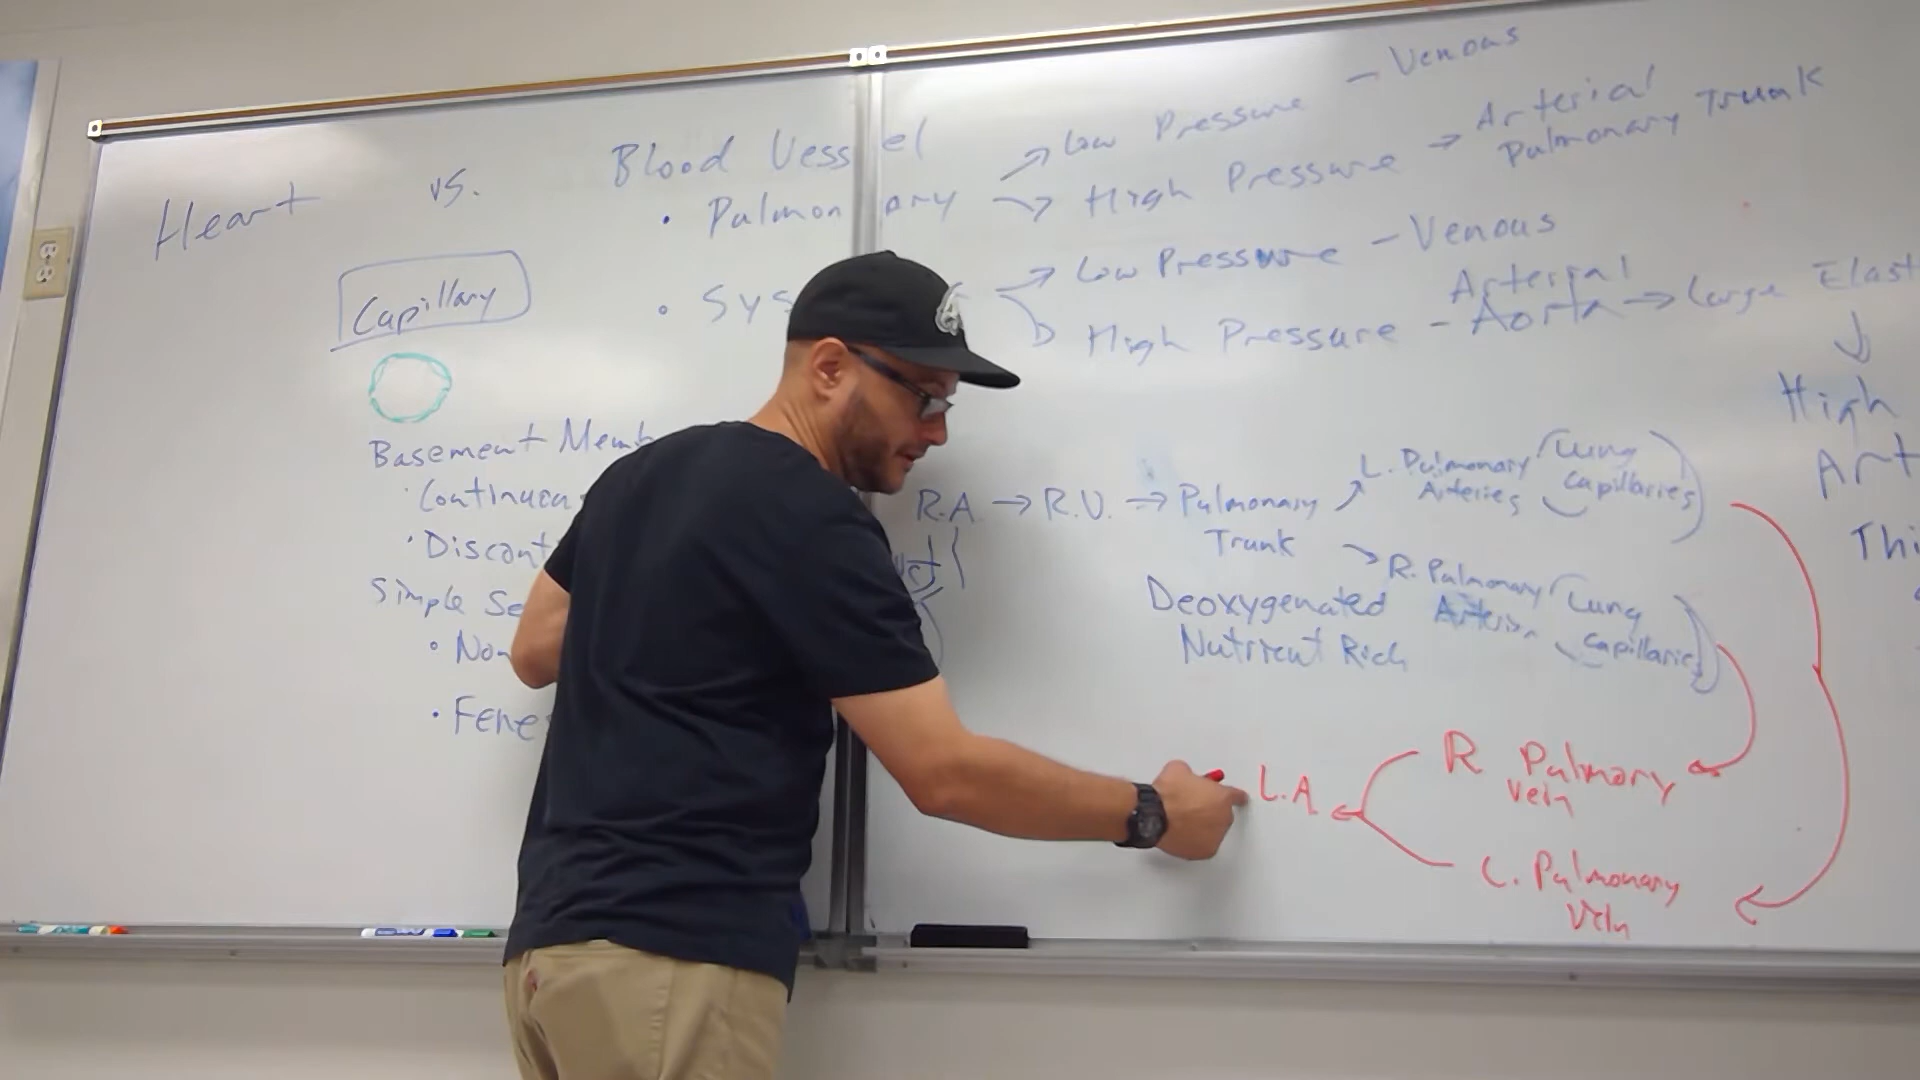 Heart vs. Blood Vessel
• Pulmonary
Low Pressure - Venous
High Pressure → Arterial
Pulmonary Trunk
• Sys
Low Pressure - Venous
High Pressure - Arterial
Aorta → Large Elast
High
Art
Thi
Capillary
Basement Memb
• Continuou
• Discont
Simple
• Non
• Fene
R.A → R.V. → Pulmonary
Trunk
L. Pulmonary
Arteries
Lung
Capillaries
R. Pulmonary
Lung
capillaries
Deoxygenated
Nutrient Rich
L.A
R Pulmonary
Vein
L. Pulmonary
Vein